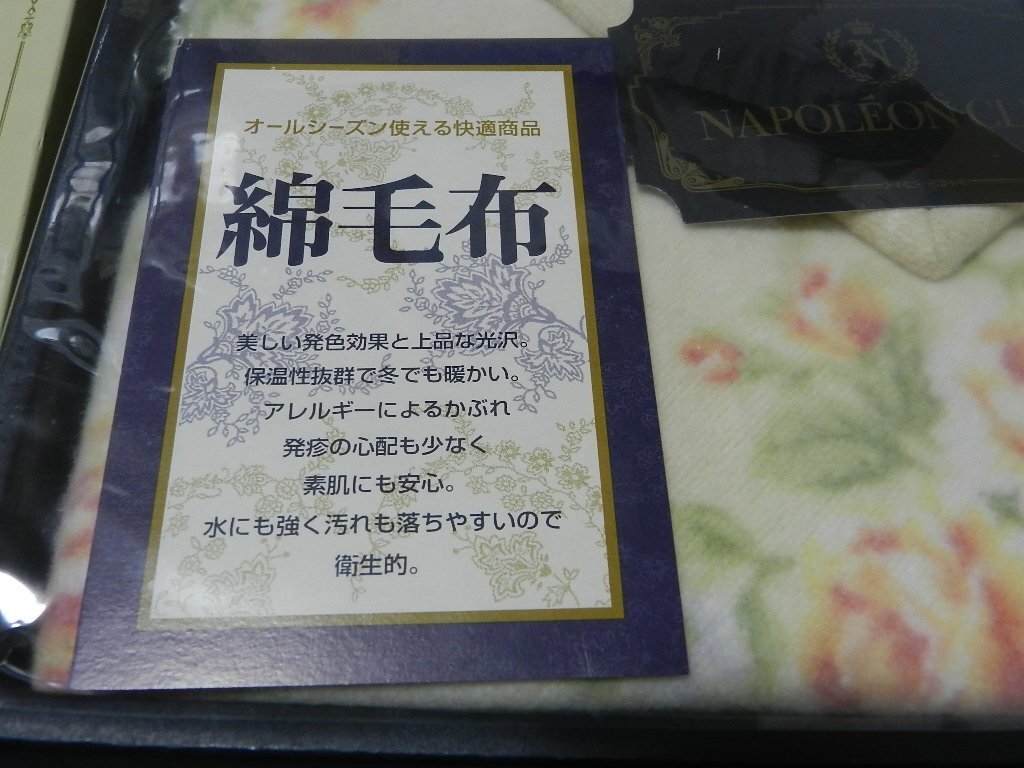 オールシーズン使える快適商品
綿毛布
美しい発色効果と上品な光沢。
保温性抜群で冬でも暖かい。
アレルギーによるかぶれ
発疹の心配も少なく
素肌にも安心。
水にも強く汚れも落ちやすいので
衛生的。
N
NAPOLÉON